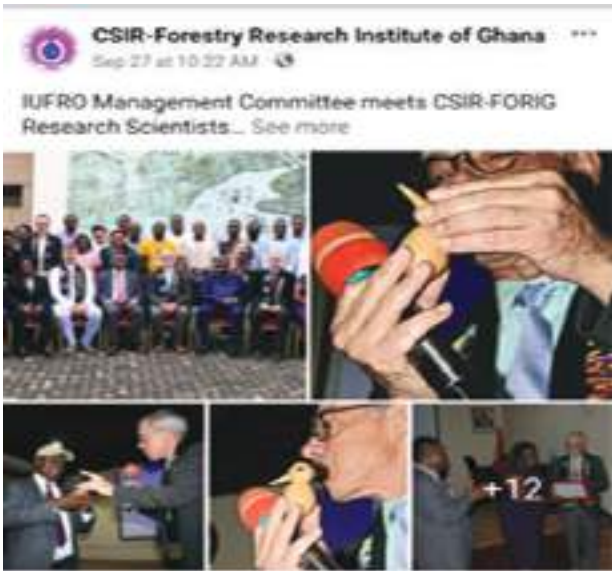 CSIR-Forestry Research Institute of Ghana
Sep 27 at 10:22 AM
IUFRO Management Committee meets CSIR-FORIG
Research Scientists... See more
+12